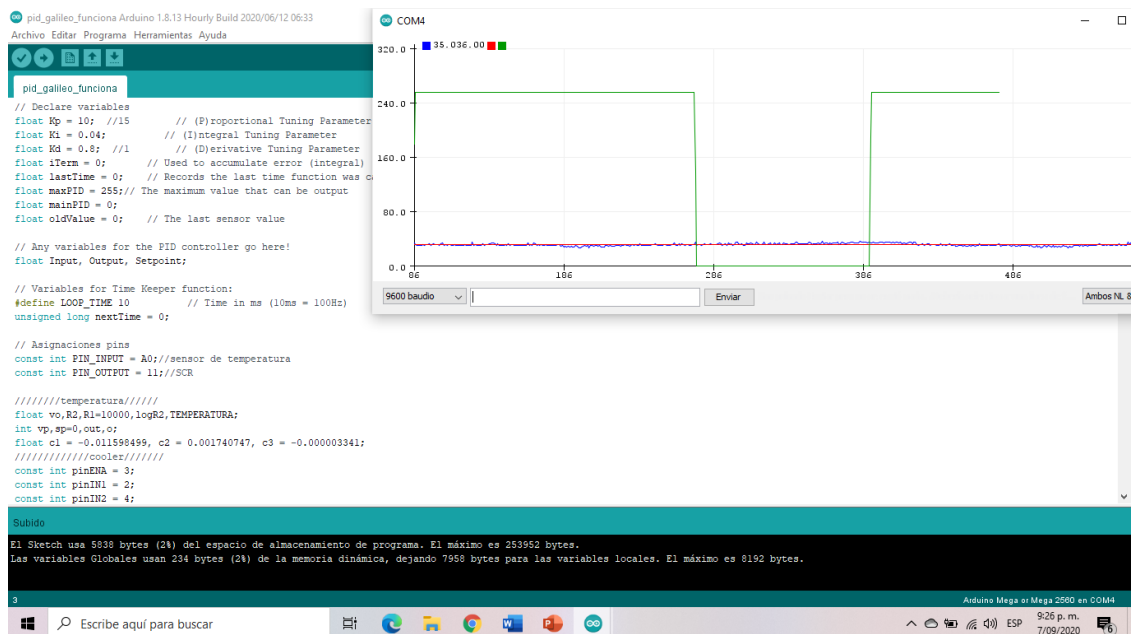 pid_galileo_funciona Arduino 1.8.13 Hourly Build 2020/06/12 06:33
Archivo Editar Programa Herramientas Ayuda
pid_galileo_funciona
// Declare variables
float Kp = 10; //15 // (P)roportional Tuning Parameter
float Ki = 0.04; // (I)ntegral Tuning Parameter
float Kd = 0.8; //1 // (D)erivative Tuning Parameter
float iTerm = 0; // Used to accumulate error (integral)
float lastTime = 0; // Records the last time function was ca
float maxPID = 255;// The maximum value that can be output
float mainPID = 0;
float oldValue = 0; // The last sensor value
// Any variables for the PID controller go here!
float Input, Output, Setpoint;
// Variables for Time Keeper function:
#define LOOP_TIME 10 // Time in ms (10ms = 100Hz)
unsigned long nextTime = 0;
// Asignaciones pins
const int PIN_INPUT = A0;//sensor de temperatura
const int PIN_OUTPUT = 11;//SCR
////////temperatura//////
float vo,R2,R1=10000,logR2,TEMPERATURA;
int vp,sp=0,out,o;
float c1 = -0.011598499, c2 = 0.001740747, c3 = -0.000003341;
/////////////cooler///////
const int pinENA = 3;
const int pinIN1 = 2;
const int pinIN2 = 4;
COM4
35.036.00
320.0
240.0
160.0
80.0
0.0
86
186
286
386
486
9600 baudio
Enviar
Ambos NL &
Subido
El Sketch usa 5838 bytes (2%) del espacio de almacenamiento de programa. El máximo es 253952 bytes.
Las variables Globales usan 234 bytes (2%) de la memoria dinámica, dejando 7958 bytes para las variables locales. El máximo es 8192 bytes.
3
Arduino Mega or Mega 2560 en COM4
Escribe aquí para buscar
ESP
9:26 p. m.
7/09/2020
6